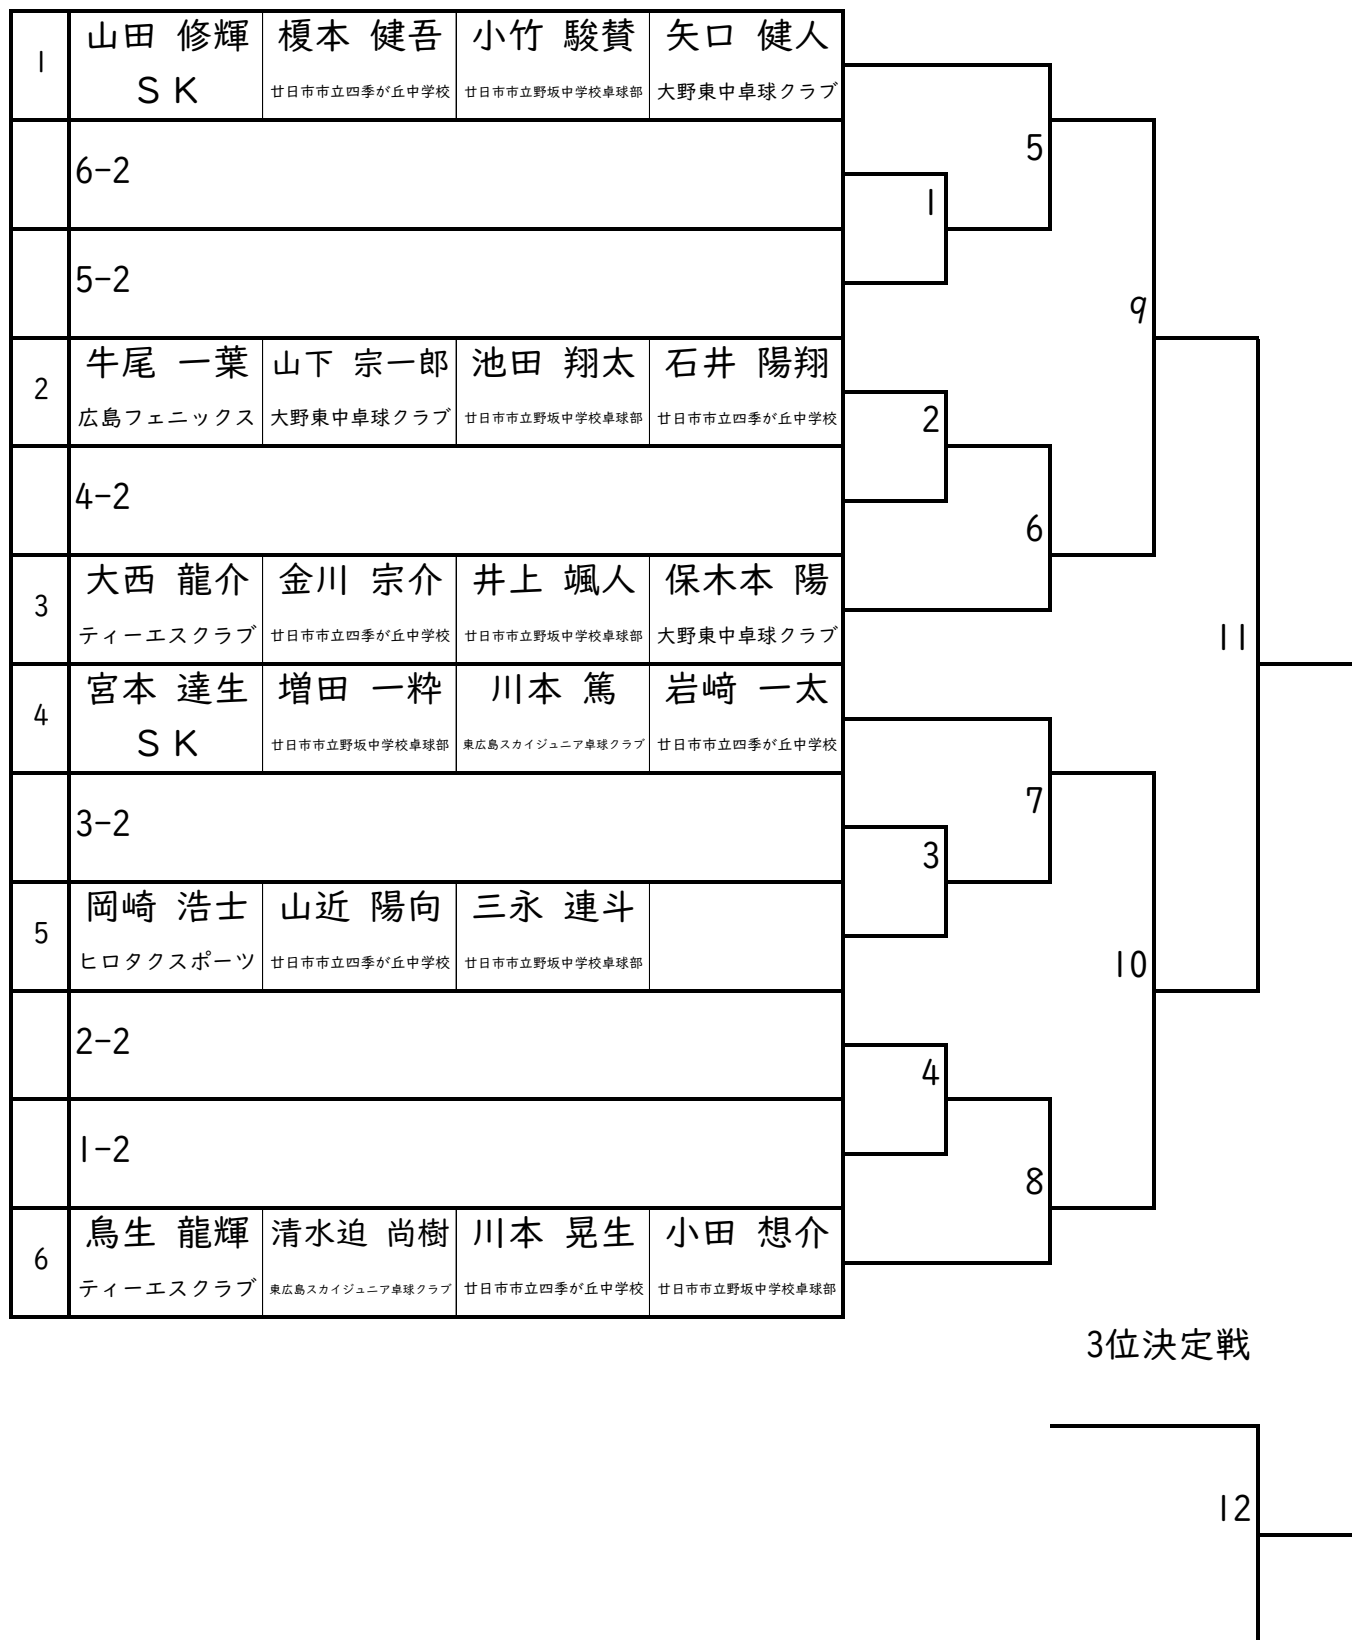 1 山田 修輝 榎本 健吾 小竹 駿賛 矢口 健人
ＳＫ 廿日市市立四季が丘中学校 廿日市市立野坂中学校卓球部 大野東中卓球クラブ
5
6-2
1
5-2
9
2 牛尾 一葉 山下 宗一郎 池田 翔太 石井 陽翔
広島フェニックス 大野東中卓球クラブ 廿日市市立野坂中学校卓球部 廿日市市立四季が丘中学校
2
4-2
6
3 大西 龍介 金川 宗介 井上 颯人 保木本 陽
ティーエスクラブ 廿日市市立四季が丘中学校 廿日市市立野坂中学校卓球部 大野東中卓球クラブ
11
4 宮本 達生 増田 一粋 川本 篤 岩﨑 一太
ＳＫ 廿日市市立野坂中学校卓球部 東広島スカイジュニア卓球クラブ 廿日市市立四季が丘中学校
7
3-2
3
5 岡崎 浩士 山近 陽向 三永 連斗
ヒロタクスポーツ 廿日市市立四季が丘中学校 廿日市市立野坂中学校卓球部
10
2-2
4
1-2
8
6 鳥生 龍輝 清水迫 尚樹 川本 晃生 小田 想介
ティーエスクラブ 東広島スカイジュニア卓球クラブ 廿日市市立四季が丘中学校 廿日市市立野坂中学校卓球部
3位決定戦
12